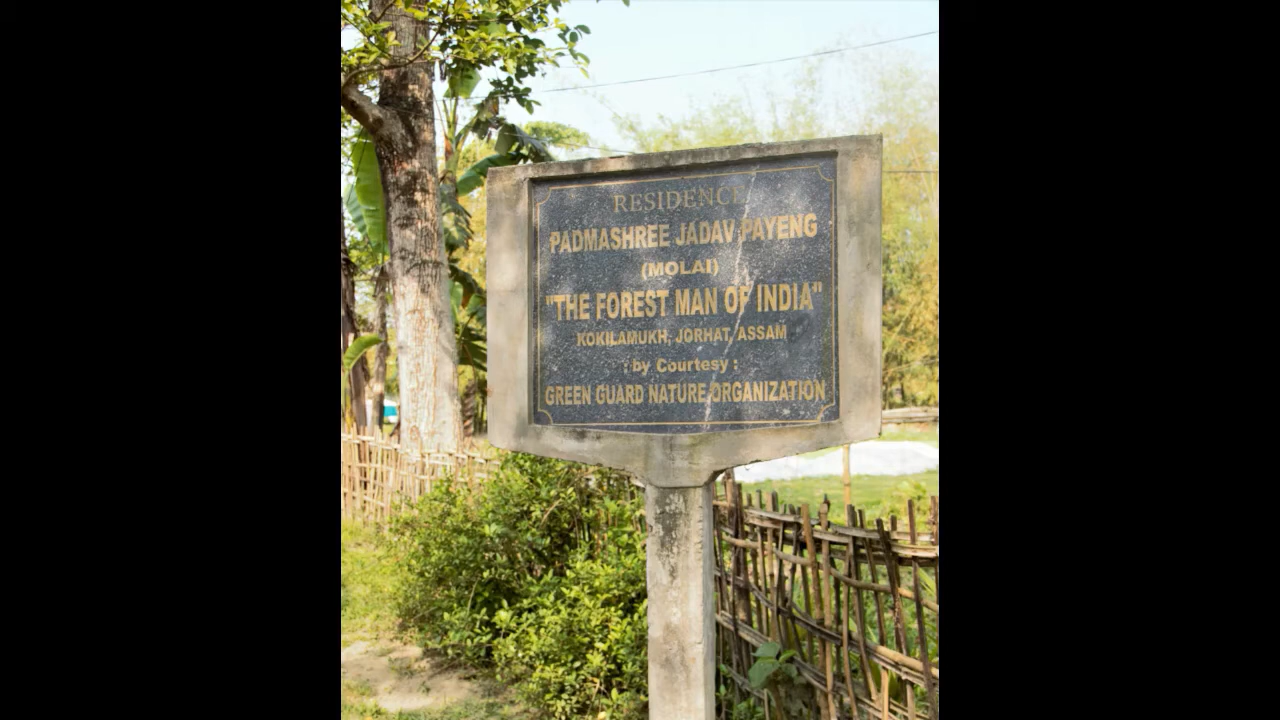 RESIDENCE
PADMASHREE JADAV PAYENG
(MOLAI)
"THE FOREST MAN OF INDIA"
KOKILAMUKH, JORHAT, ASSAM
: by Courtesy :
GREEN GUARD NATURE ORGANIZATION